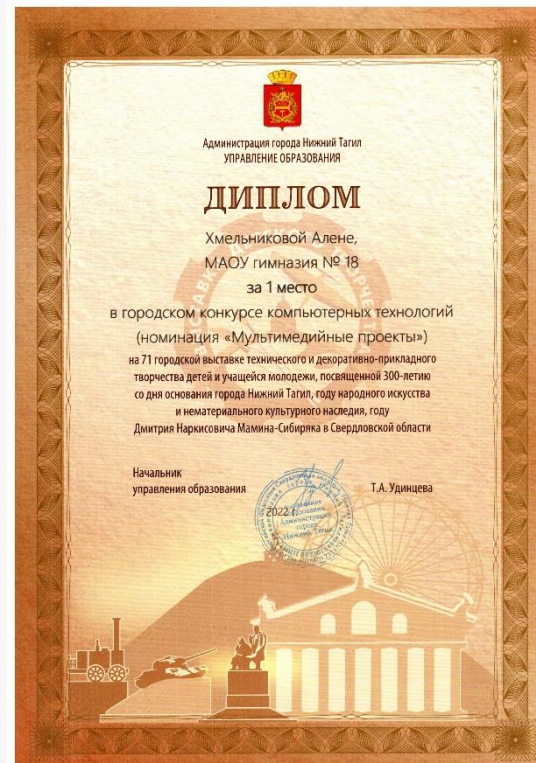 Администрация города Нижний Тагил
УПРАВЛЕНИЕ ОБРАЗОВАНИЯ
ДИПЛОМ
Хмельниковой Алене,
МАОУ гимназия № 18
за 1 место
в городском конкурсе компьютерных технологий
(номинация «Мультимедийные проекты»)
на 71 городской выставке технического и декоративно-прикладного
творчества детей и учащейся молодежи, посвященной 300-летию
со дня основания города Нижний Тагил, году народного искусства
и нематериального культурного наследия, году
Дмитрия Наркисовича Мамина-Сибиряка в Свердловской области
Начальник
управления образования
Т.А. Удинцева
2022 г.